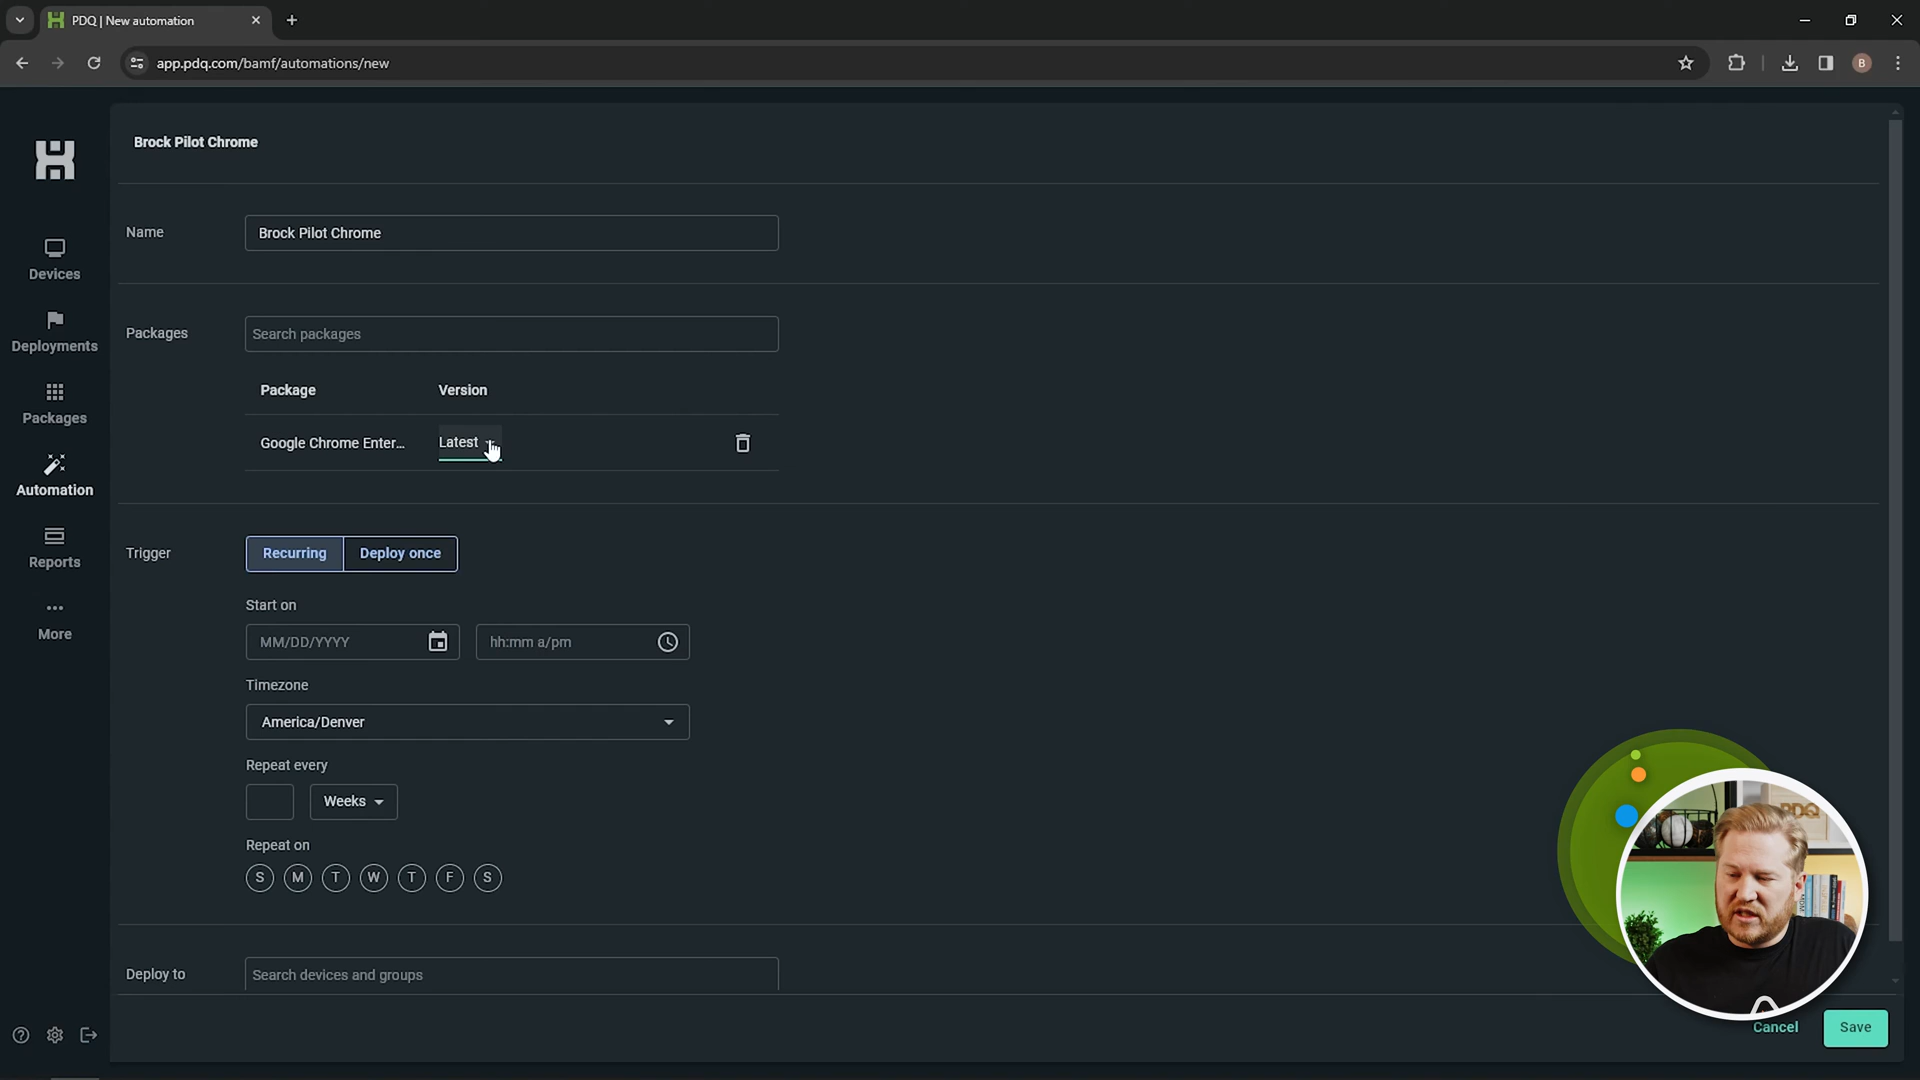 PDQ | New automation
app.pdq.com/bamf/automations/new
B
Brock Pilot Chrome
Name
Brock Pilot Chrome
Devices
Deployments
Packages
Automation
Reports
More
Packages
Search packages
Package Version
Google Chrome Enter... Latest
Trigger
Recurring Deploy once
Start on
MM/DD/YYYY hh:mm a/pm
Timezone
America/Denver
Repeat every
Weeks
Repeat on
S M T W T F S
Deploy to
Search devices and groups
PDQ
Cancel Save